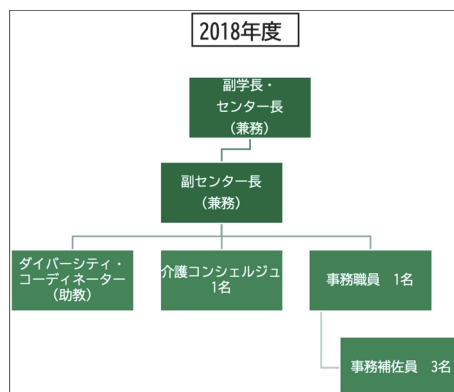 2018年度
副学長・
センター長
(兼務)
副センター長
(兼務)
ダイバーシティ・
コーディネーター
(助教)
介護コンシェルジュ
1名
事務職員　1名
事務補佐員　3名